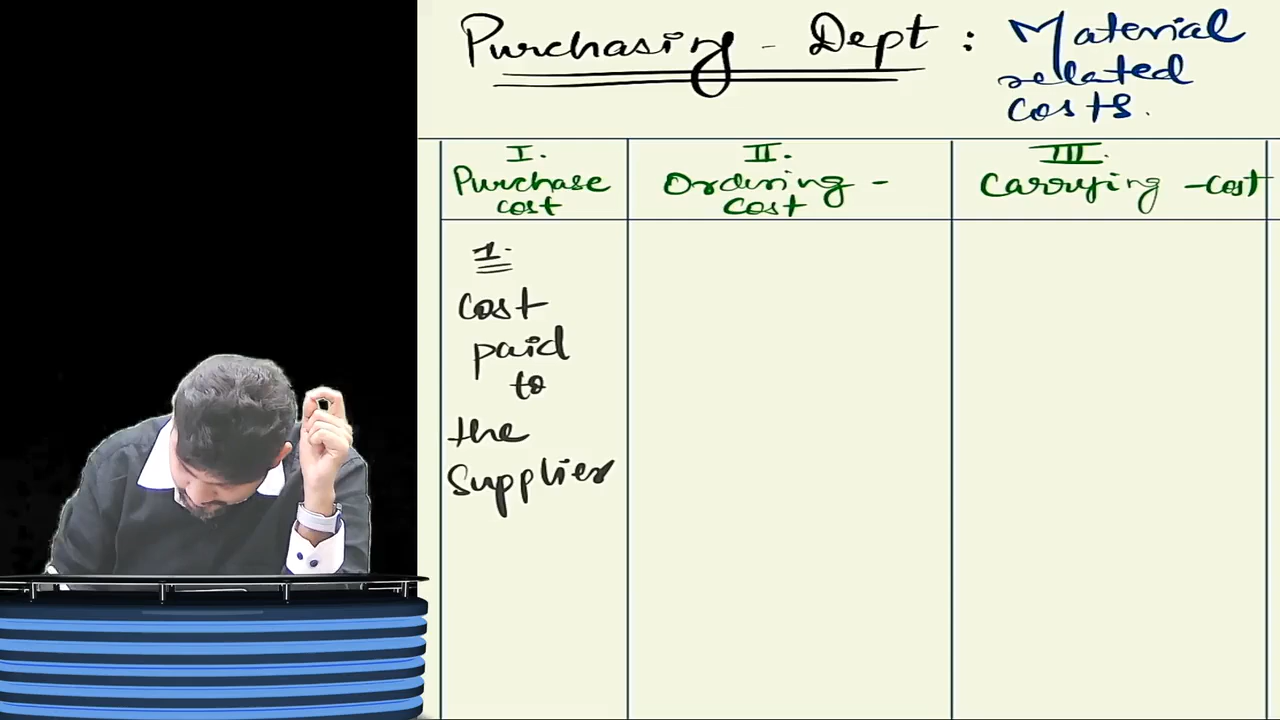 Purchasing - Dept : Material
related
costs.
I.
Purchase
cost
II.
Ordering -
cost
III.
Carrying - cost
1.
cost
paid
to
the
Supplier